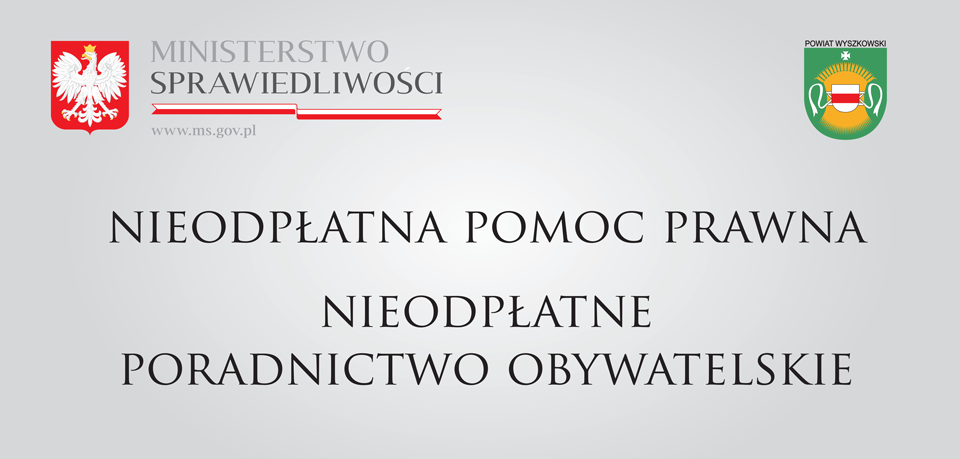 MINISTERSTWO
SPRAWIEDLIWOŚCI
www.ms.gov.pl
POWIAT WYSZKOWSKI
NIEODPŁATNA POMOC PRAWNA
NIEODPŁATNE
PORADNICTWO OBYWATELSKIE